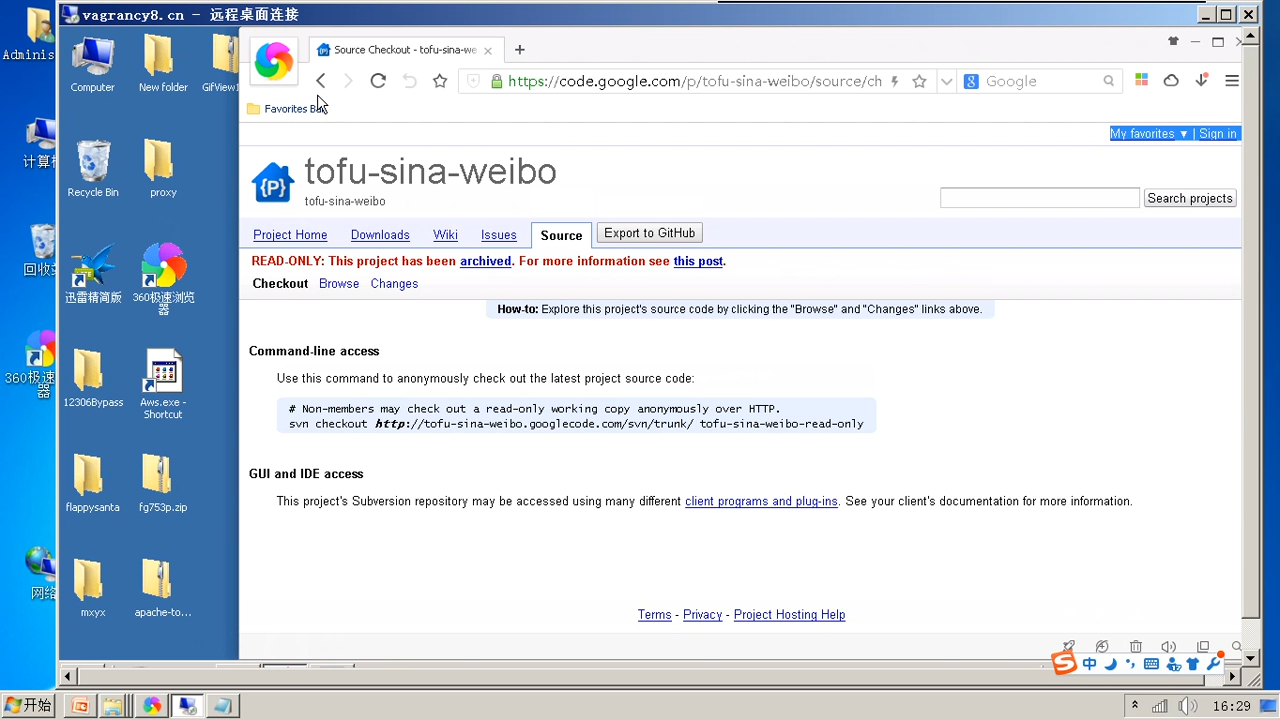 vagrancy8.cn - 远程桌面连接
Adminis
计算机
回收站
360极速
器
网络
Computer
New folder
GifView
Recycle Bin
proxy
迅雷精简版
360极速浏览
器
12306Bypass
Aws.exe -
Shortcut
flappysanta
fg753p.zip
mxyx
apache-to...
Source Checkout - tofu-sina-we
https://code.google.com/p/tofu-sina-weibo/source/ch
Google
Favorites Ba
My favorites ▼ | Sign in
tofu-sina-weibo
tofu-sina-weibo
Search projects
Project Home
Downloads
Wiki
Issues
Source
Export to GitHub
READ-ONLY: This project has been archived. For more information see this post.
Checkout Browse Changes
How-to: Explore this project's source code by clicking the "Browse" and "Changes" links above.
Command-line access
Use this command to anonymously check out the latest project source code:
# Non-members may check out a read-only working copy anonymously over HTTP.
svn checkout http://tofu-sina-weibo.googlecode.com/svn/trunk/ tofu-sina-weibo-read-only
GUI and IDE access
This project's Subversion repository may be accessed using many different client programs and plug-ins. See your client's documentation for more information.
Terms - Privacy - Project Hosting Help
中
开始
16:29